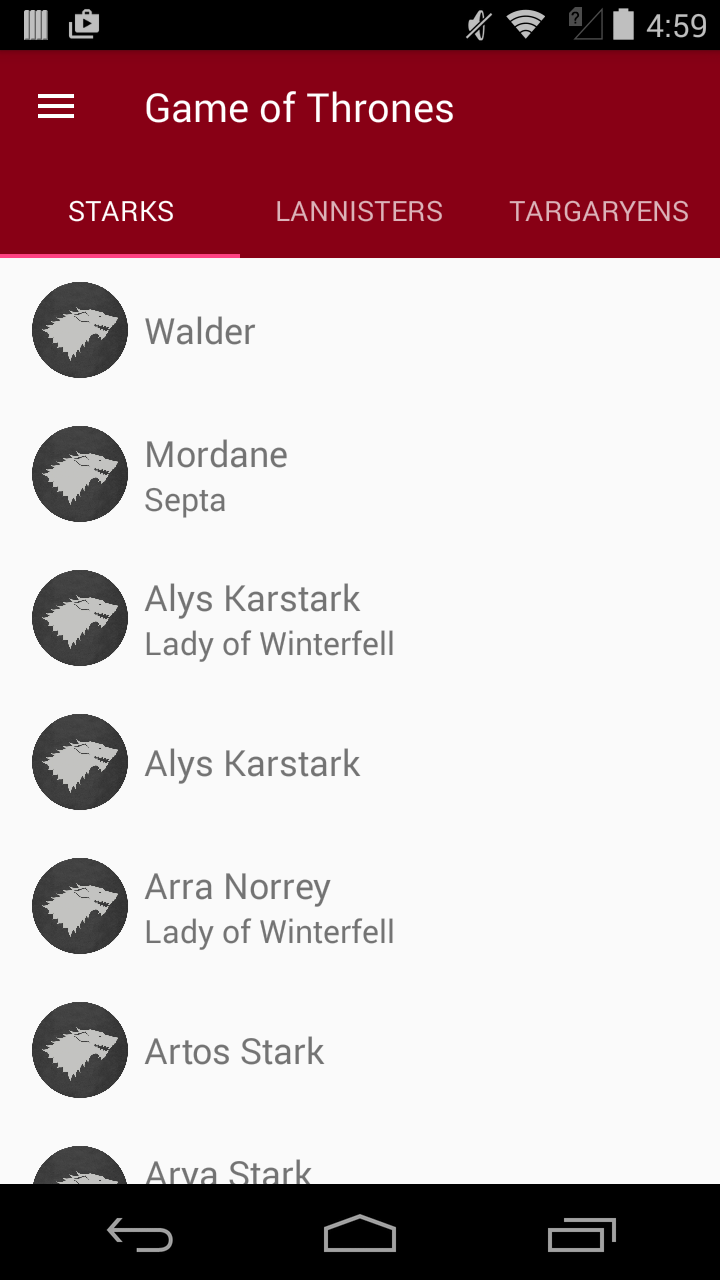 4:59
Game of Thrones
STARKS LANNISTERS TARGARYENS
Walder
Mordane
Septa
Alys Karstark
Lady of Winterfell
Alys Karstark
Arra Norrey
Lady of Winterfell
Artos Stark
Arya Stark